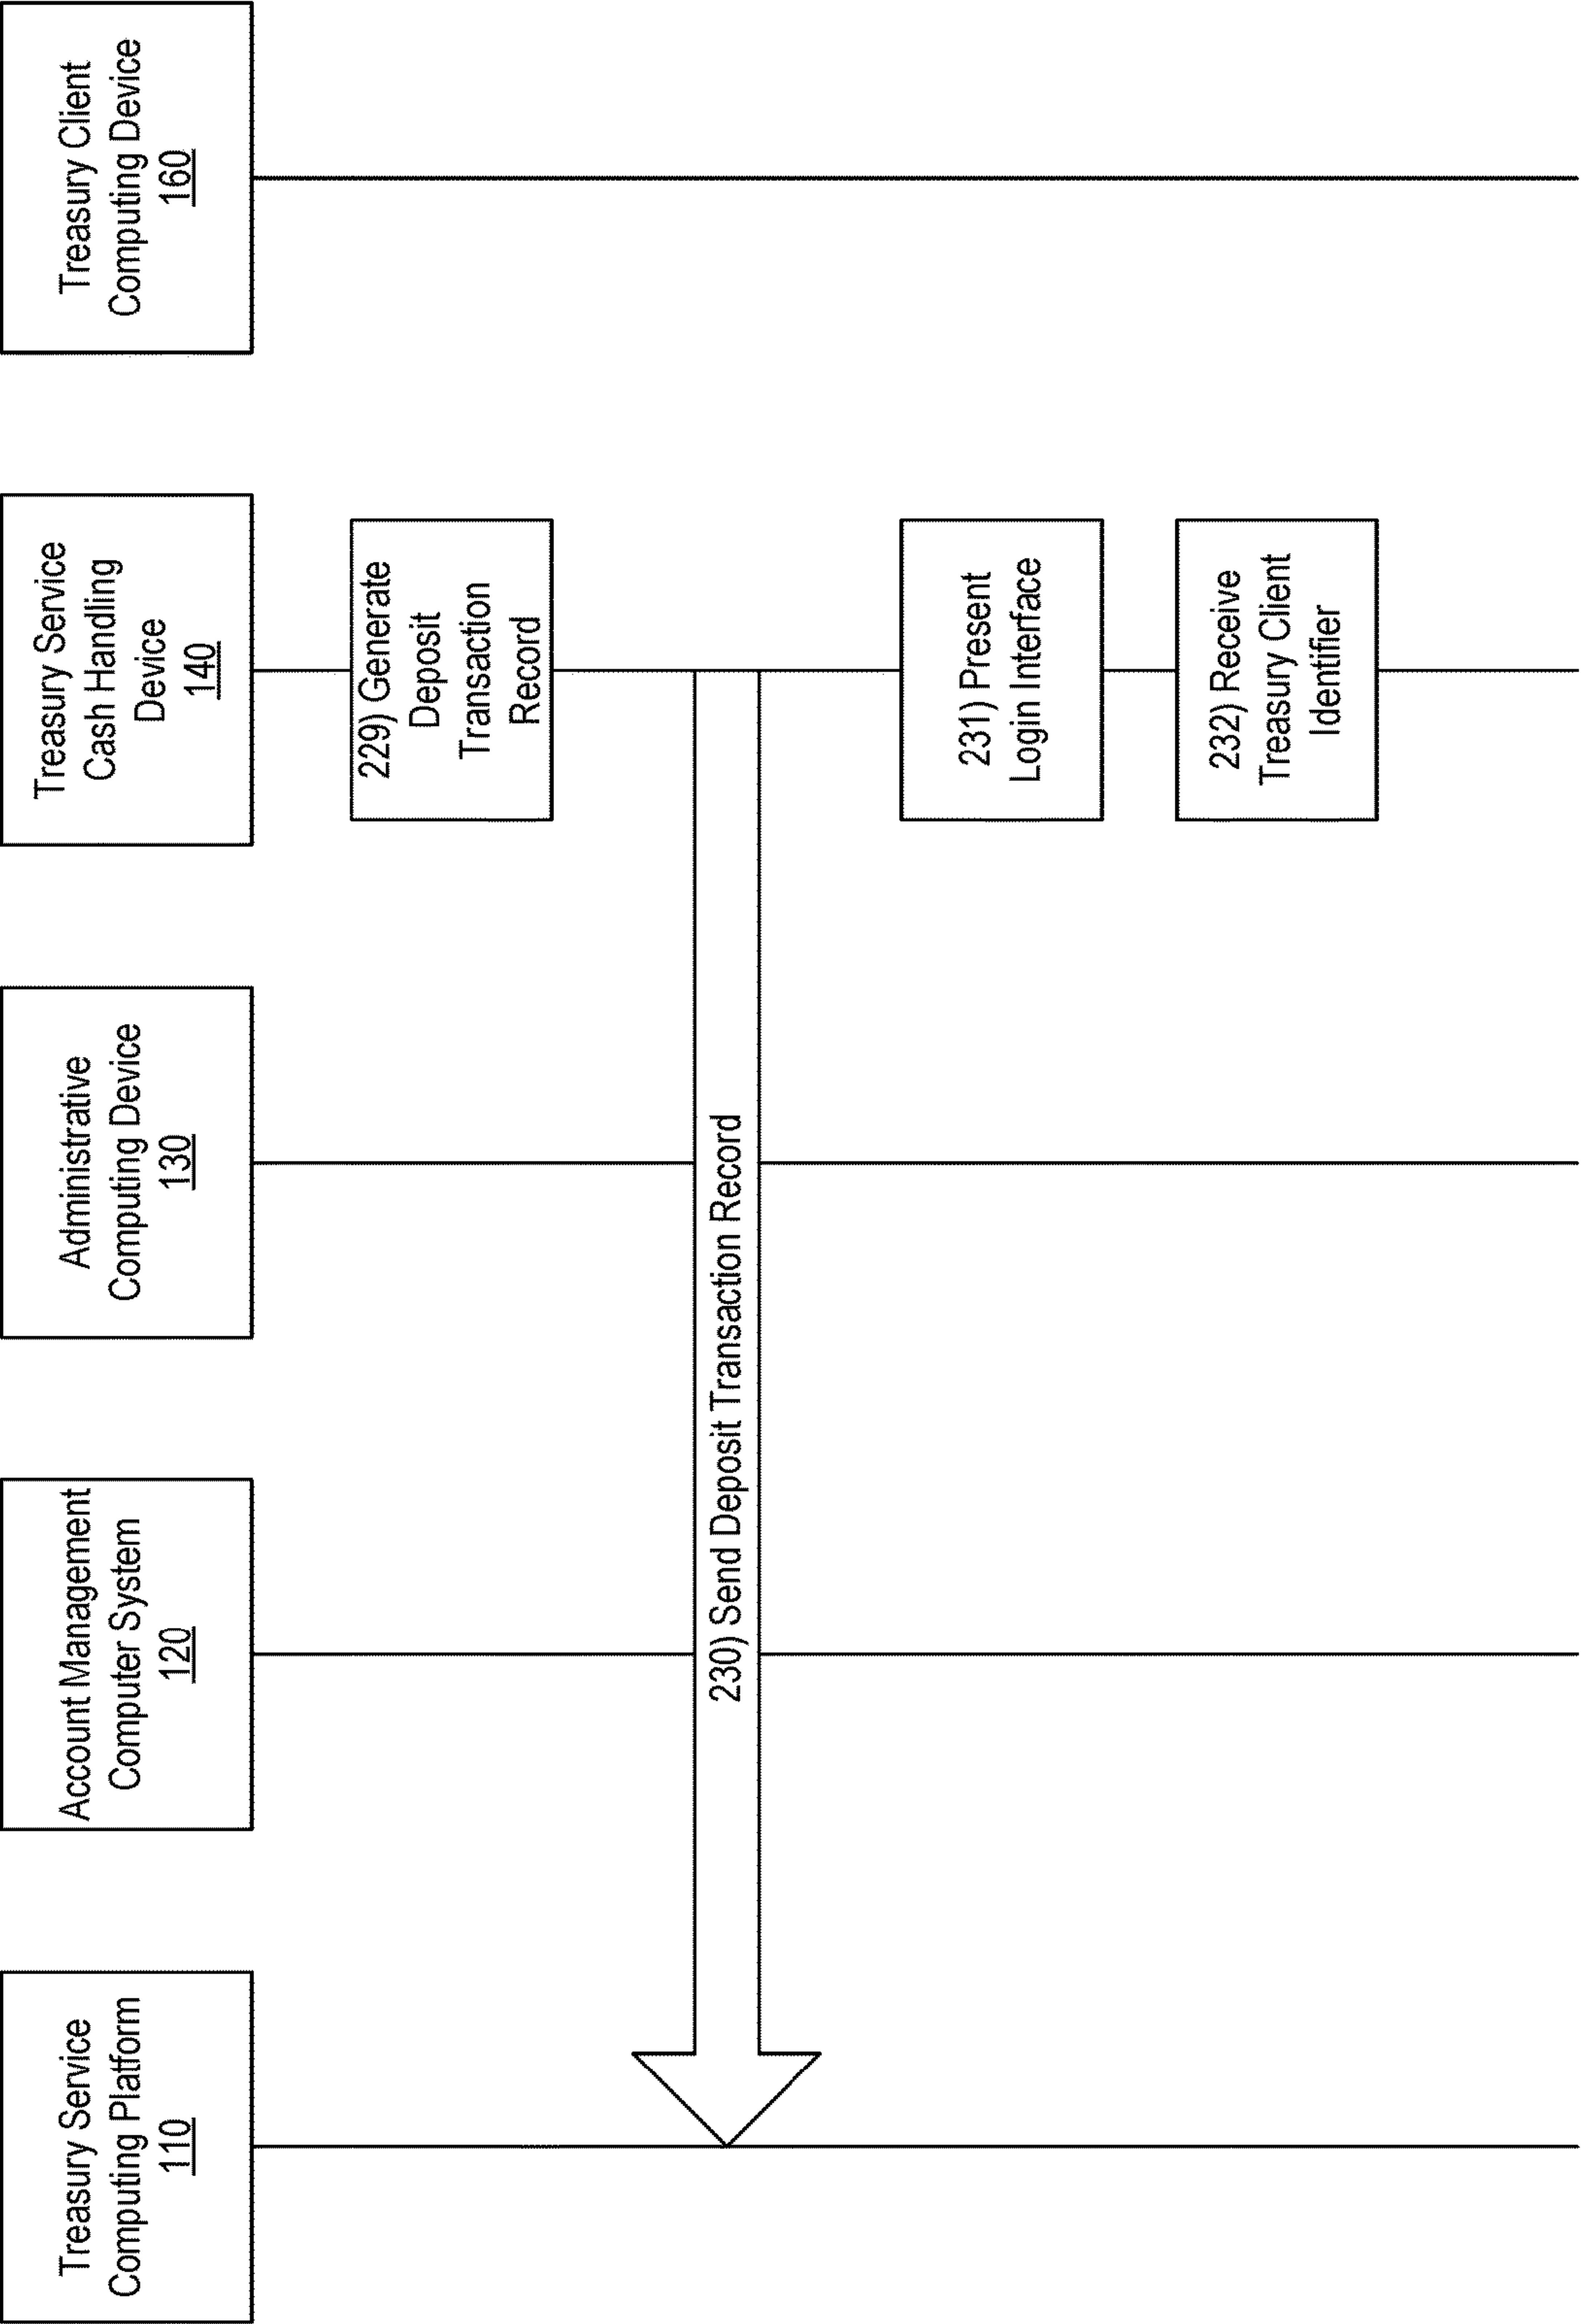 Treasury Service
Computing Platform
110
Account Management
Computer System
120
Administrative
Computing Device
130
Treasury Service
Cash Handling
Device
140
Treasury Client
Computing Device
160
229) Generate
Deposit
Transaction
Record
230) Send Deposit Transaction Record
231) Present
Login Interface
232) Receive
Treasury Client
Identifier